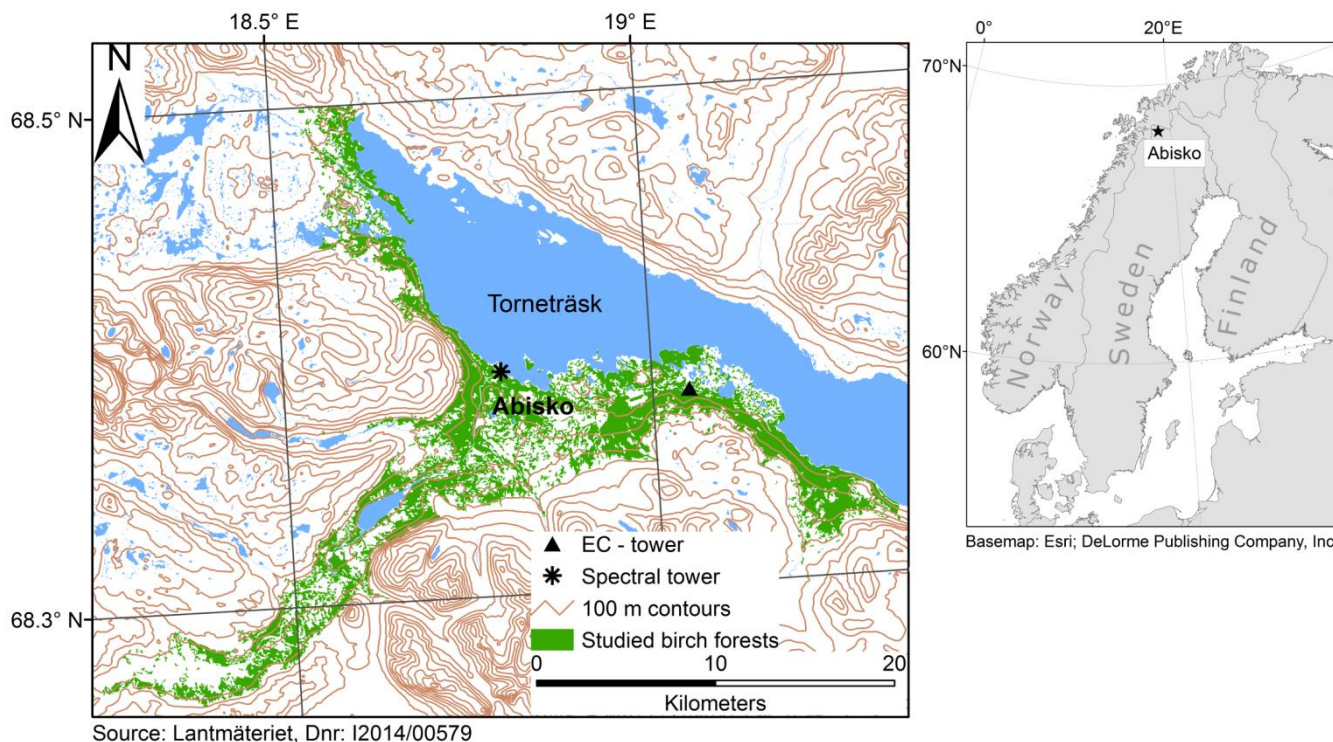 18.5° E
19° E
N
68.5° N
Torneträsk
Abisko
EC - tower
Spectral tower
100 m contours
Studied birch forests
68.3° N
0
10
20
Kilometers
Source: Lantmäteriet, Dnr: I2014/00579
0°
20°E
70°N
Abisko
60°N
Norway
Sweden
Finland
Basemap: Esri; DeLorme Publishing Company, Inc